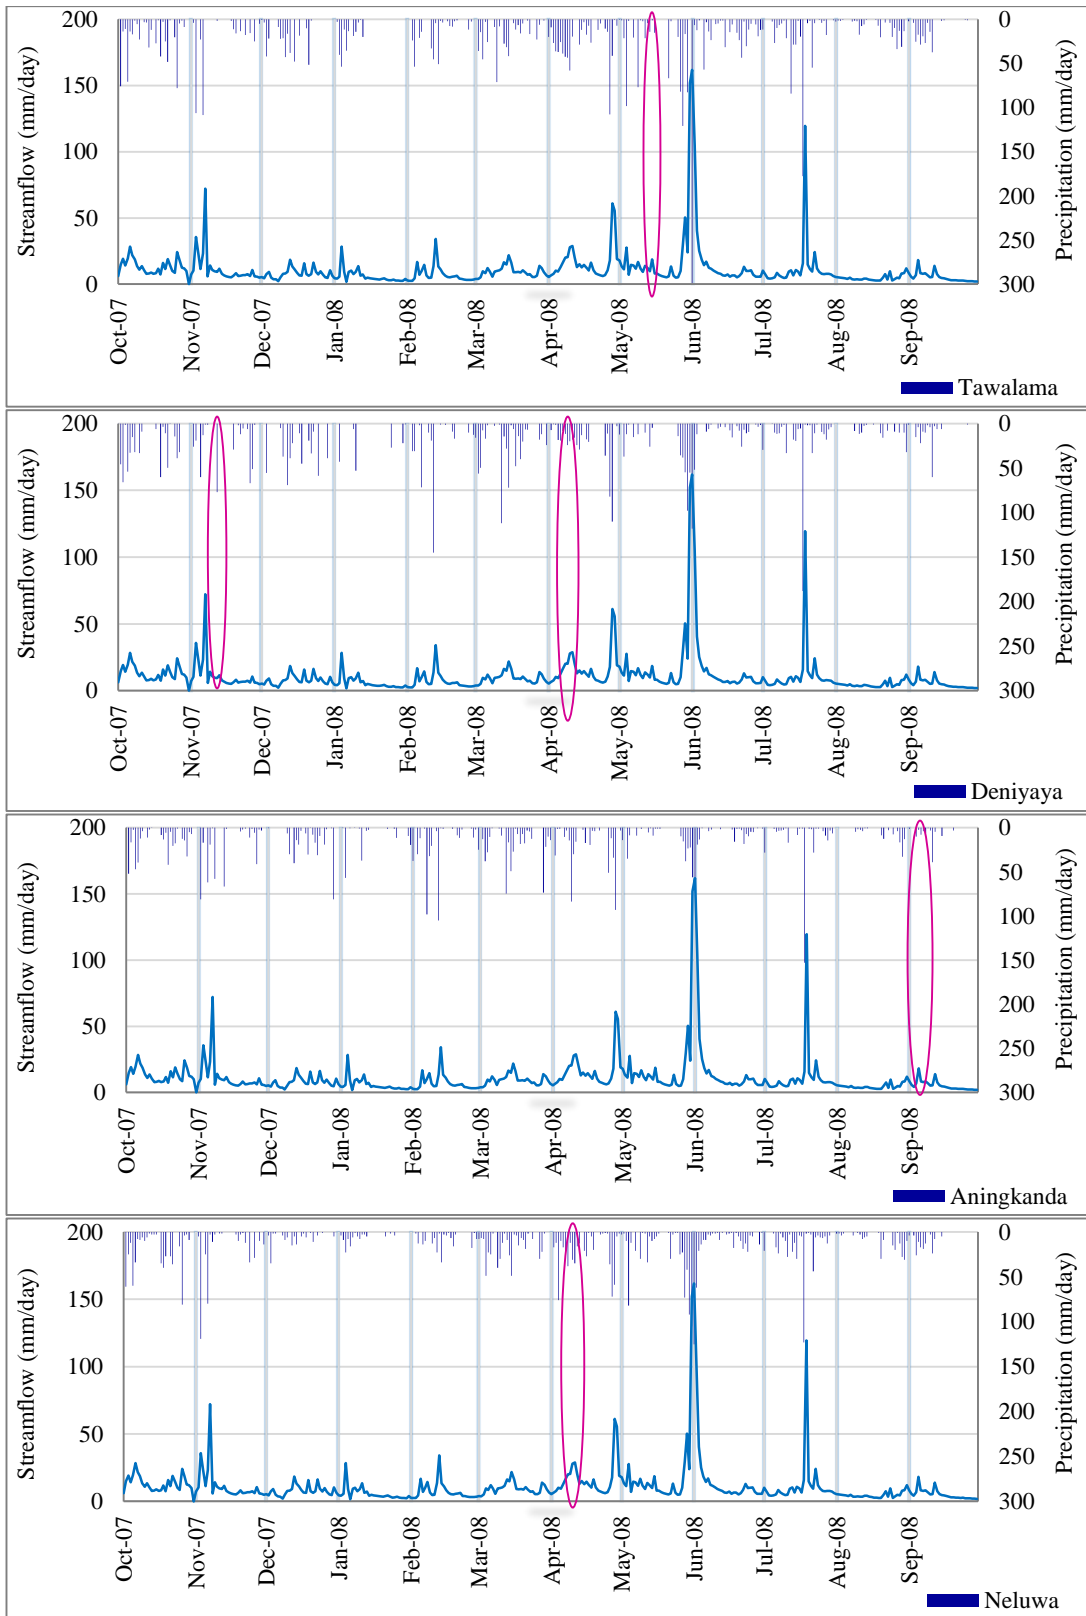 Streamflow (mm/day)
200
150
100
50
0
0
50
100
150
200
250
300
Precipitation (mm/day)
Oct-07
Nov-07
Dec-07
Jan-08
Feb-08
Mar-08
Apr-08
May-08
Jun-08
Jul-08
Aug-08
Sep-08
Tawalama
Streamflow (mm/day)
200
150
100
50
0
0
50
100
150
200
250
300
Precipitation (mm/day)
Oct-07
Nov-07
Dec-07
Jan-08
Feb-08
Mar-08
Apr-08
May-08
Jun-08
Jul-08
Aug-08
Sep-08
Deniyaya
Streamflow (mm/day)
200
150
100
50
0
0
50
100
150
200
250
300
Precipitation (mm/day)
Oct-07
Nov-07
Dec-07
Jan-08
Feb-08
Mar-08
Apr-08
May-08
Jun-08
Jul-08
Aug-08
Sep-08
Aningkanda
Streamflow (mm/day)
200
150
100
50
0
0
50
100
150
200
250
300
Precipitation (mm/day)
Oct-07
Nov-07
Dec-07
Jan-08
Feb-08
Mar-08
Apr-08
May-08
Jun-08
Jul-08
Aug-08
Sep-08
Neluwa